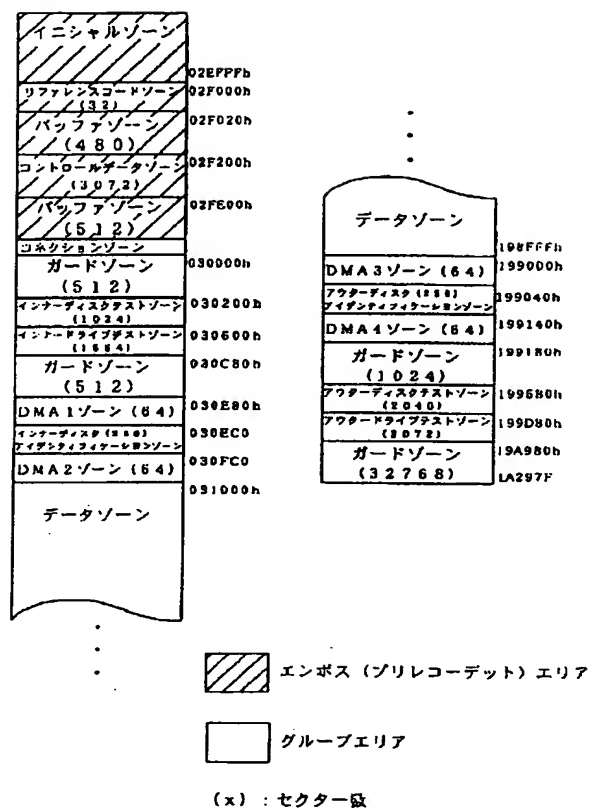 イニシャルゾーン
02EFFFh
リファレンスコードゾーン
(32)
02F000h
バッファゾーン
(480)
02F020h
コントロールデータゾーン
(3072)
02F200h
バッファゾーン
(512)
02FE00h
コネクションゾーン
ガードゾーン
(512)
030000h
インナーディスクテストゾーン
(1024)
030200h
インナードライブテストゾーン
030600h
ガードゾーン
(512)
030C80h
DMA1ゾーン(64)
030E80h
インナーディスク
アイデンティフィケーションゾーン
030EC0
DMA2ゾーン(64)
030FC0
031000h
データゾーン
データゾーン
198FFFh
DMA3ゾーン(64)
199000h
アウターディスク(256)
アイデンティフィケーションゾーン
199040h
DMA4ゾーン(64)
199140h
ガードゾーン
(1024)
199180h
アウターディスクテストゾーン
(2040)
アウタードライブテストゾーン
(2072)
199D80h
ガードゾーン
(32768)
19A980h
1A297F
エンボス(プリレコーデット)エリア
グループエリア
(x):セクター数